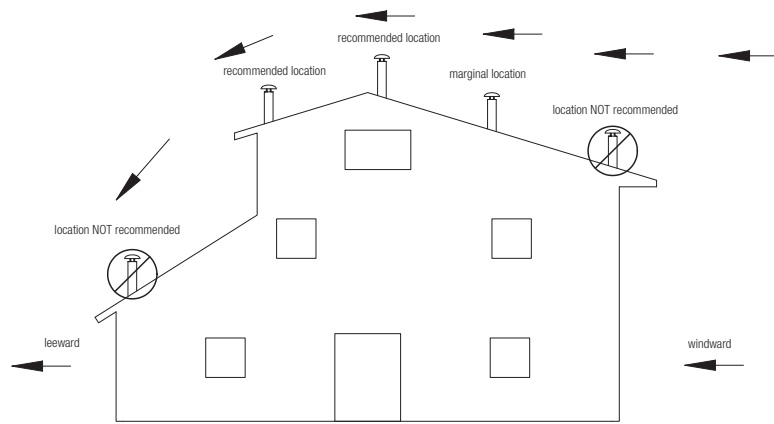 recommended location
recommended location
marginal location
location NOT recommended
location NOT recommended
leeward
windward